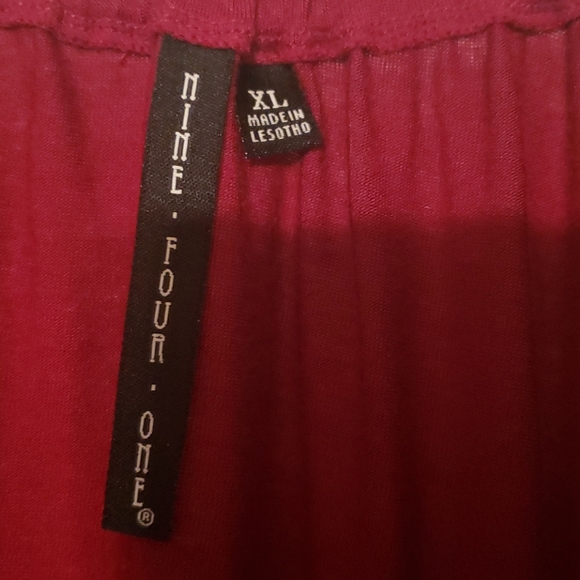 NINE · FOUR · ONE®
XL
MADE IN
LESOTHO